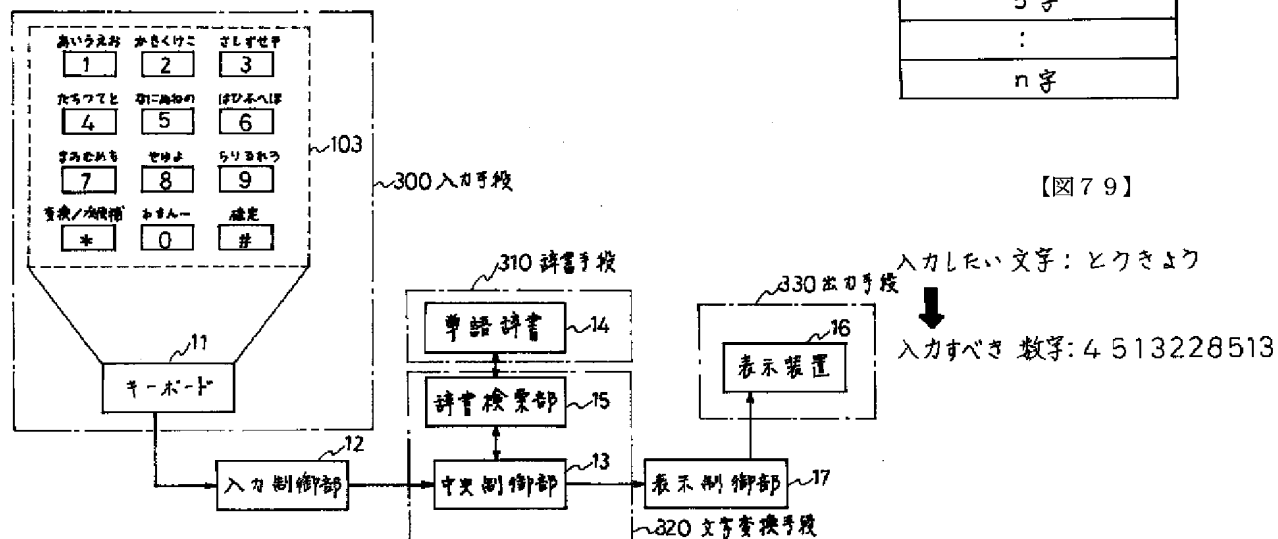 あいうえお かきくけこ さしすせそ
1 2 3
たちつてと なにぬねの はひふへほ
4 5 6
まみむめも やゆよ らりるれろ
7 8 9
変換/次候補 わをんー 確定
* 0 #
103
300 入力手段
11
キーボード
12
入力制御部
310 辞書手段
単語辞書
14
辞書検索部
15
中央制御部
13
320 文字変換手段
表示制御部
17
330 出力手段
16
表示装置
5字
:
n字
【図79】
入力したい文字: とうきょう
入力すべき 数字: 4513228513